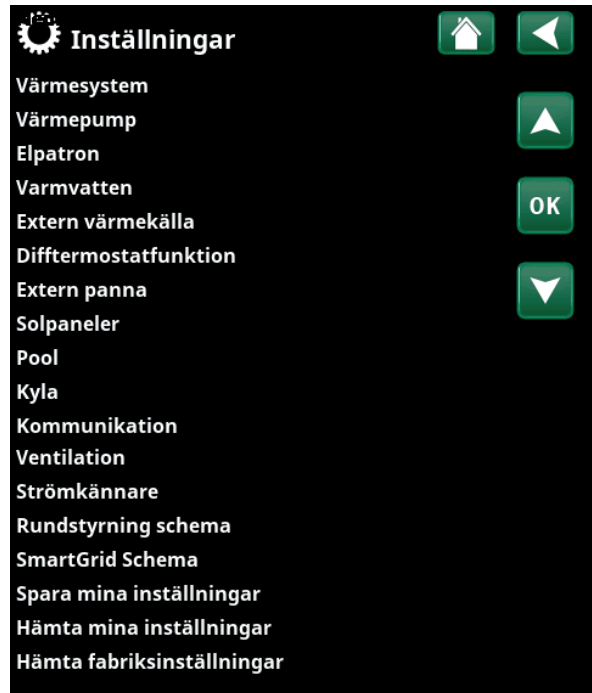 Inställningar
Värmesystem
Värmepump
Elpatron
Varmvatten
OK
Extern värmekälla
Difftermostatfunktion
Extern panna
Solpaneler
Pool
Kyla
Kommunikation
Ventilation
Strömkännare
Rundstyrning schema
SmartGrid Schema
Spara mina inställningar
Hämta mina inställningar
Hämta fabriksinställningar